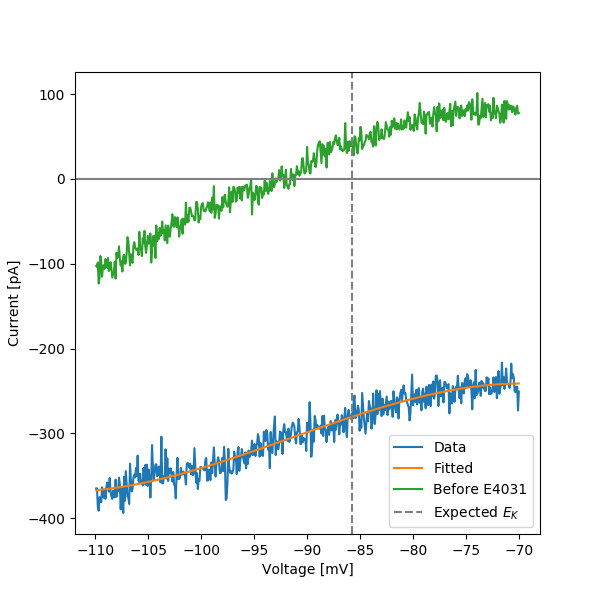 100
0
−100
−200
−300
−400
Current [pA]
Data
Fitted
Before E4031
Expected E_K
−110 −105 −100 −95 −90 −85 −80 −75 −70
Voltage [mV]